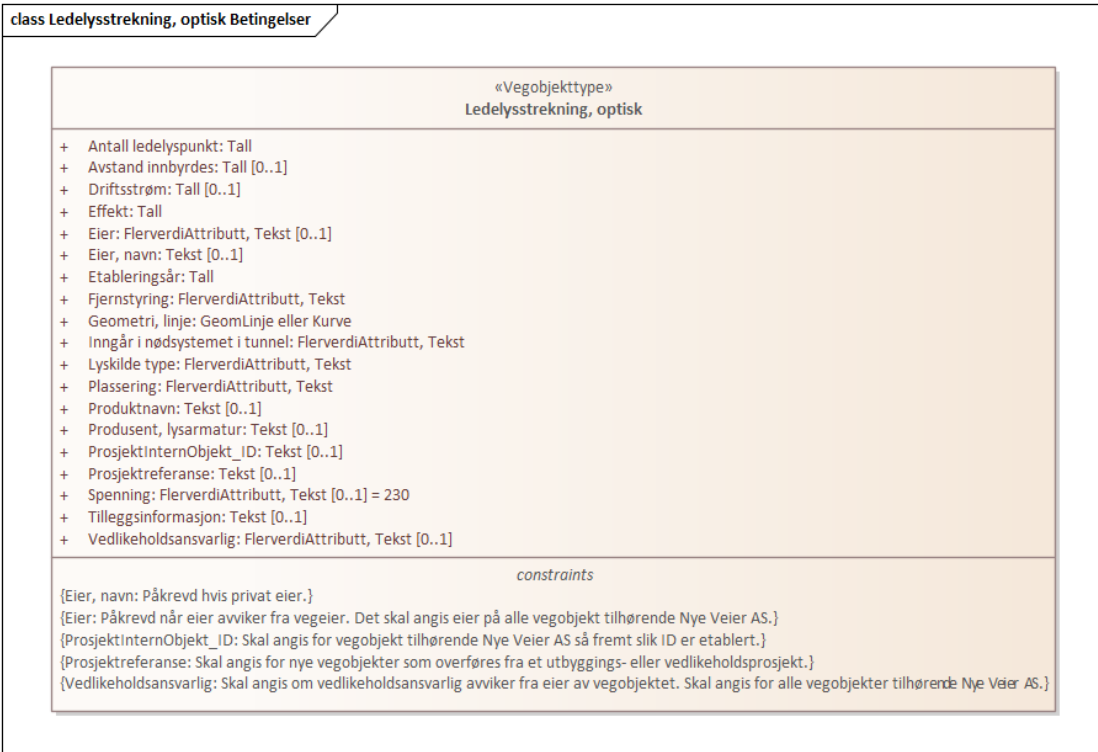 class Ledelysstrekning, optisk Betingelser
«Vegobjekttype»
Ledelysstrekning, optisk
+ Antall ledelyspunkt: Tall
+ Avstand innbyrdes: Tall [0..1]
+ Driftsstrøm: Tall [0..1]
+ Effekt: Tall
+ Eier: FlerverdiAttributt, Tekst [0..1]
+ Eier, navn: Tekst [0..1]
+ Etableringsår: Tall
+ Fjernstyring: FlerverdiAttributt, Tekst
+ Geometri, linje: GeomLinje eller Kurve
+ Inngår i nødsystemet i tunnel: FlerverdiAttributt, Tekst
+ Lyskilde type: FlerverdiAttributt, Tekst
+ Plassering: FlerverdiAttributt, Tekst
+ Produktnavn: Tekst [0..1]
+ Produsent, lysarmatur: Tekst [0..1]
+ ProsjektInternObjekt_ID: Tekst [0..1]
+ Prosjektreferanse: Tekst [0..1]
+ Spenning: FlerverdiAttributt, Tekst [0..1] = 230
+ Tilleggsinformasjon: Tekst [0..1]
+ Vedlikeholdsansvarlig: FlerverdiAttributt, Tekst [0..1]
constraints
{Eier, navn: Påkrevd hvis privat eier.}
{Eier: Påkrevd når eier avviker fra vegeier. Det skal angis eier på alle vegobjekt tilhørende Nye Veier AS.}
{ProsjektInternObjekt_ID: Skal angis for vegobjekt tilhørende Nye Veier AS så fremt slik ID er etablert.}
{Prosjektreferanse: Skal angis for nye vegobjekter som overføres fra et utbyggings- eller vedlikeholdsprosjekt.}
{Vedlikeholdsansvarlig: Skal angis om vedlikeholdsansvarlig avviker fra eier av vegobjektet. Skal angis for alle vegobjekter tilhørende Nye Veier AS.}